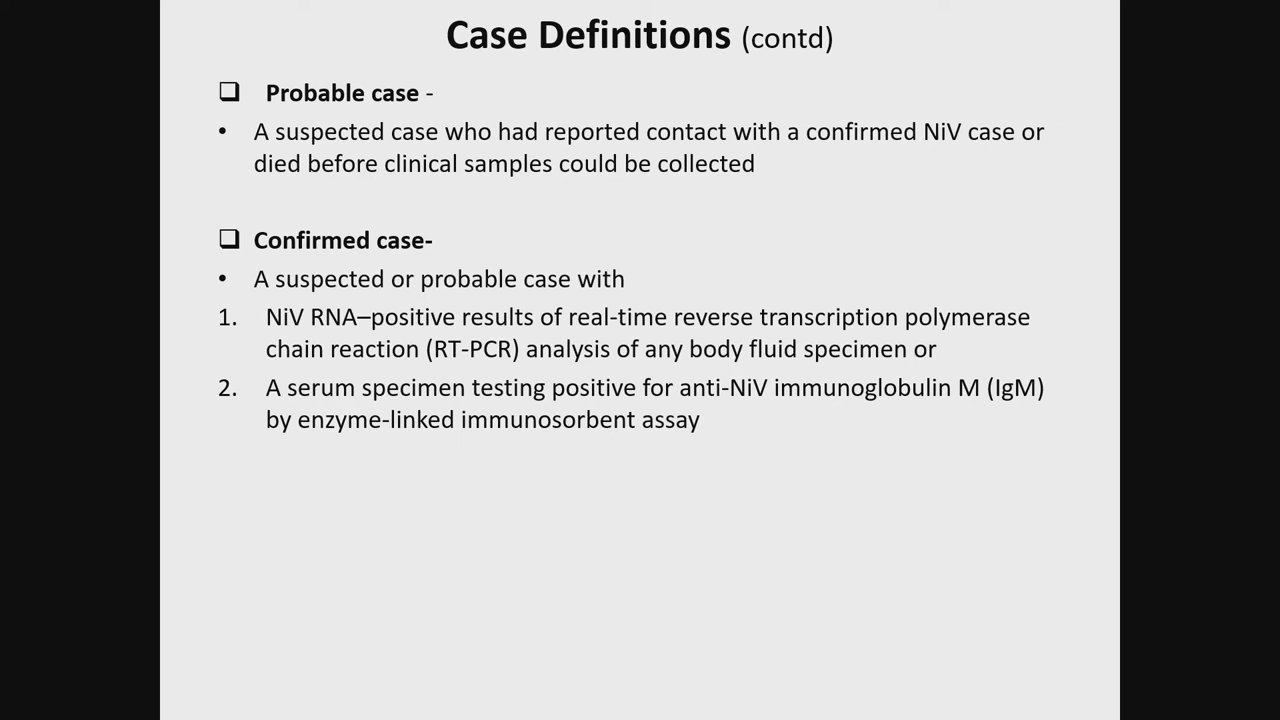 Case Definitions (contd)
❑ Probable case -
• A suspected case who had reported contact with a confirmed NiV case or
died before clinical samples could be collected
❑ Confirmed case-
• A suspected or probable case with
1. NiV RNA–positive results of real-time reverse transcription polymerase
chain reaction (RT-PCR) analysis of any body fluid specimen or
2. A serum specimen testing positive for anti-NiV immunoglobulin M (IgM)
by enzyme-linked immunosorbent assay